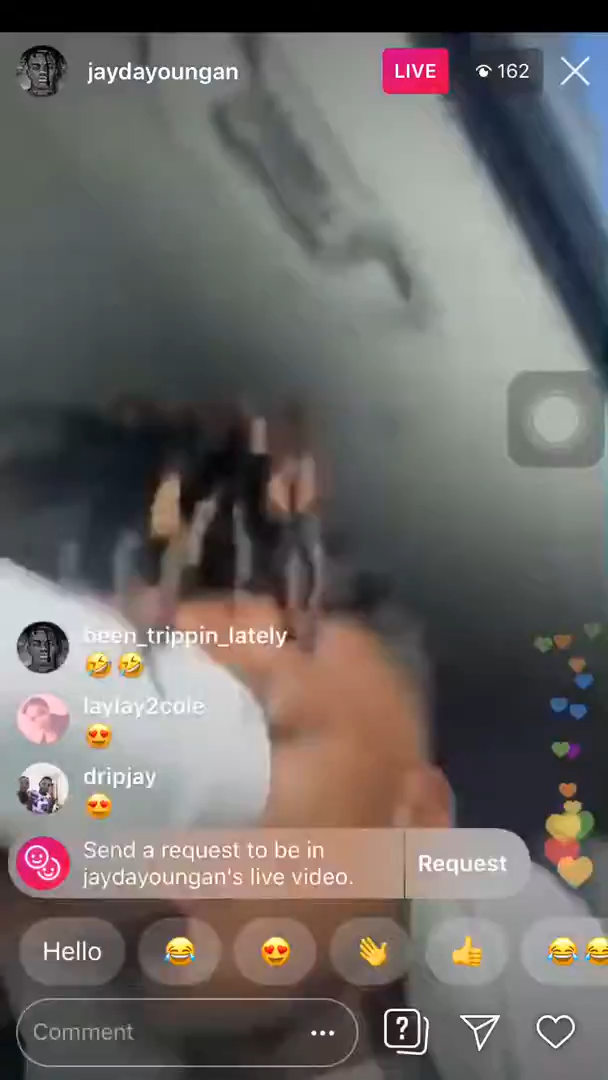 jaydayoungan
LIVE
162
been_trippin_lately
🤣 🤣
laylay2cole
😍
dripjay
😍
Send a request to be in
jaydayoungan's live video.
Request
Hello
😂
😍
👋
👍
😂 😂
Comment